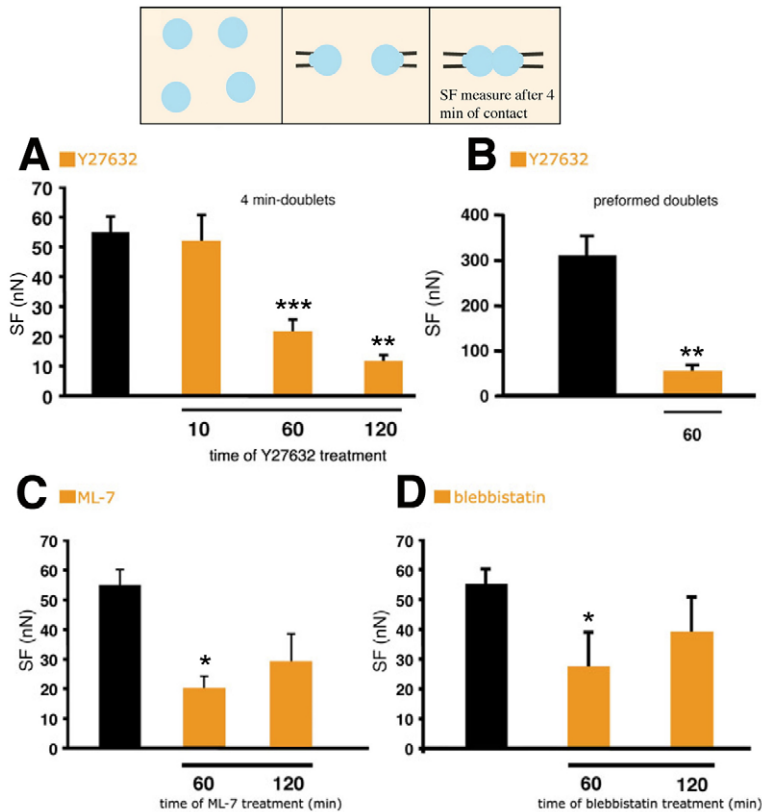 SF measure after 4
min of contact
A
Y27632
4 min-doublets
SF (nN)
70
60
50
40
30
20
10
0
***
**
10 60 120
time of Y27632 treatment
B
Y27632
preformed doublets
SF (nN)
400
300
200
100
0
**
60
C
ML-7
SF (nN)
70
60
50
40
30
20
10
0
*
60 120
time of ML-7 treatment (min)
D
blebbistatin
SF (nN)
70
60
50
40
30
20
10
0
*
60 120
time of blebbistatin treatment (min)